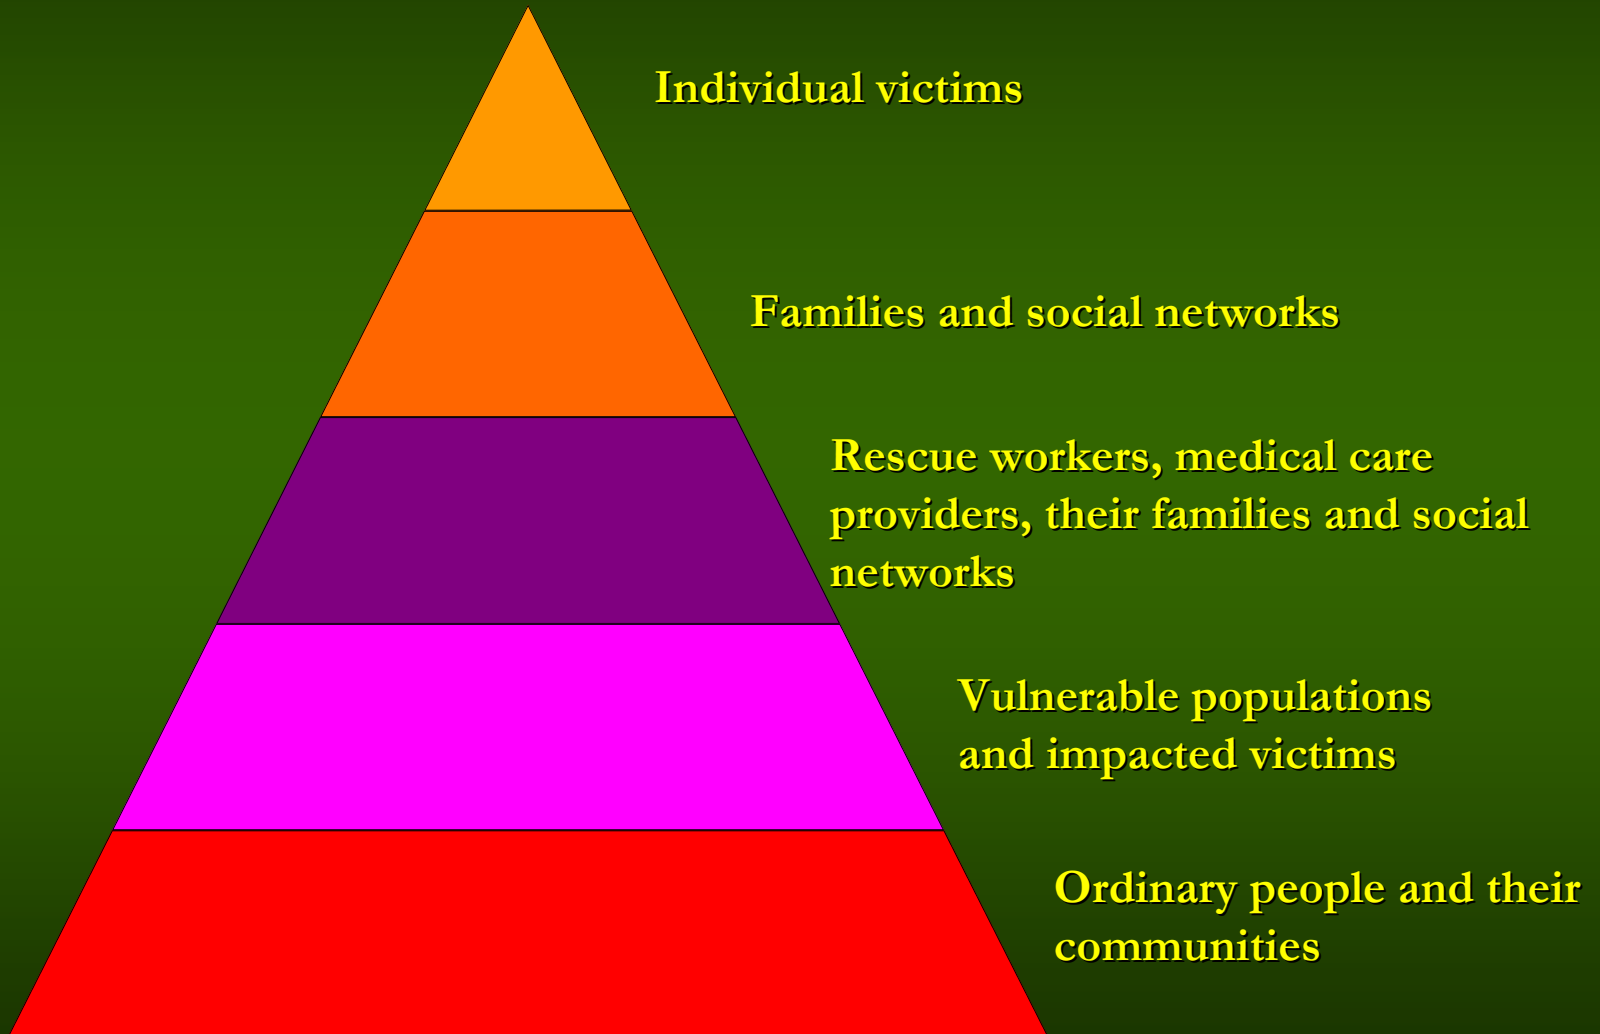 Individual victims
Families and social networks
Rescue workers, medical care
providers, their families and social
networks
Vulnerable populations
and impacted victims
Ordinary people and their
communities